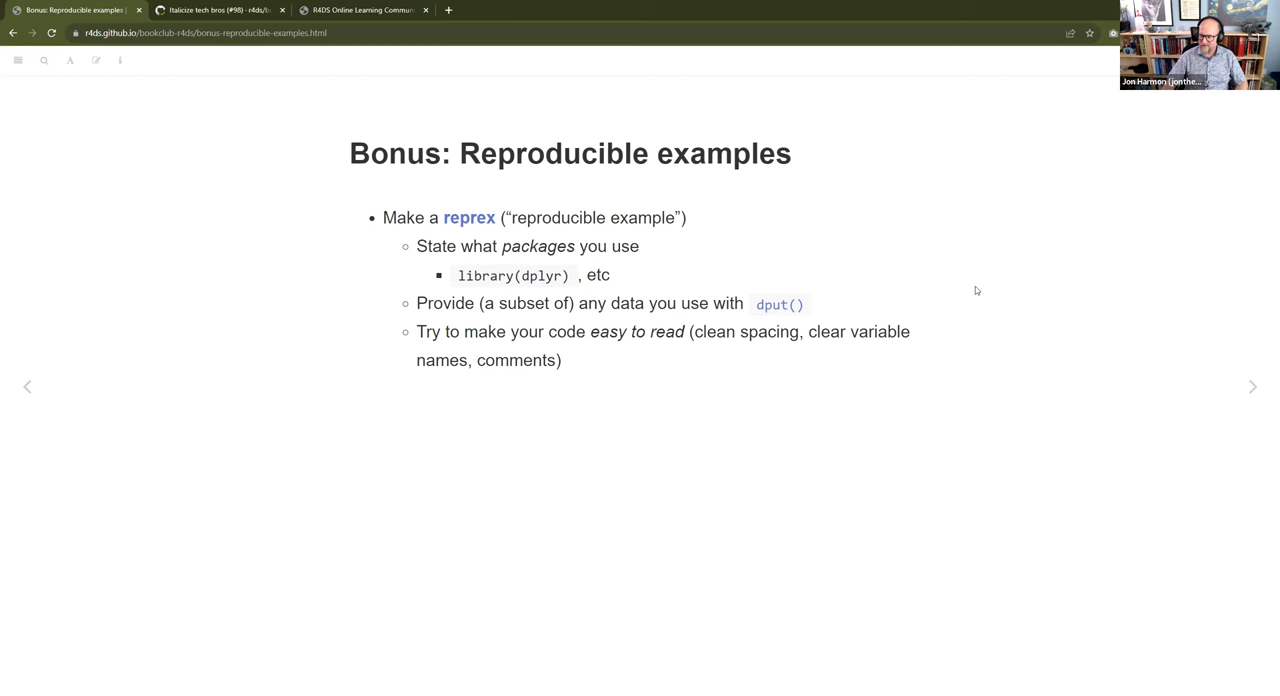 Bonus: Reproducible examples |
Italicize tech bros (#98) · r4ds/b
R4DS Online Learning Commun
r4ds.github.io/bookclub-r4ds/bonus-reproducible-examples.html
Jon Harmon (jonthe...
Bonus: Reproducible examples
Make a reprex (“reproducible example”)
State what packages you use
library(dplyr) , etc
Provide (a subset of) any data you use with dput()
Try to make your code easy to read (clean spacing, clear variable
names, comments)